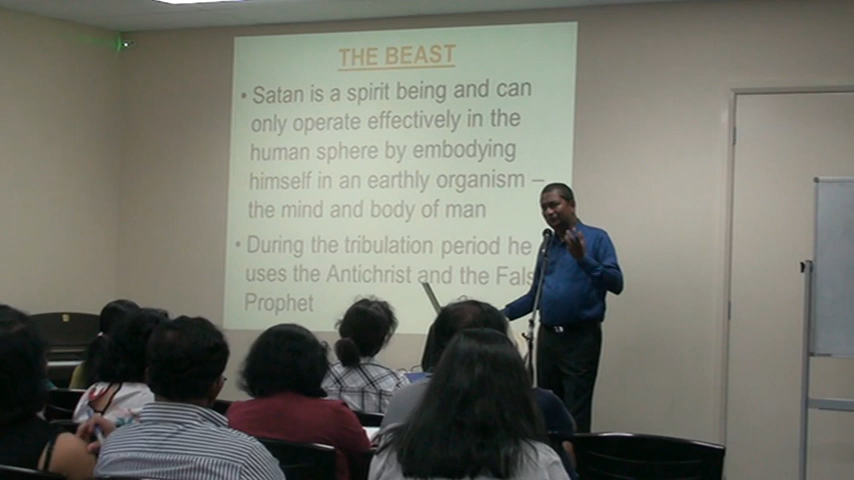 THE BEAST
• Satan is a spirit being and can
only operate effectively in the
human sphere by embodying
himself in an earthly organism –
the mind and body of man
• During the tribulation period he
uses the Antichrist and the Fals
Prophet